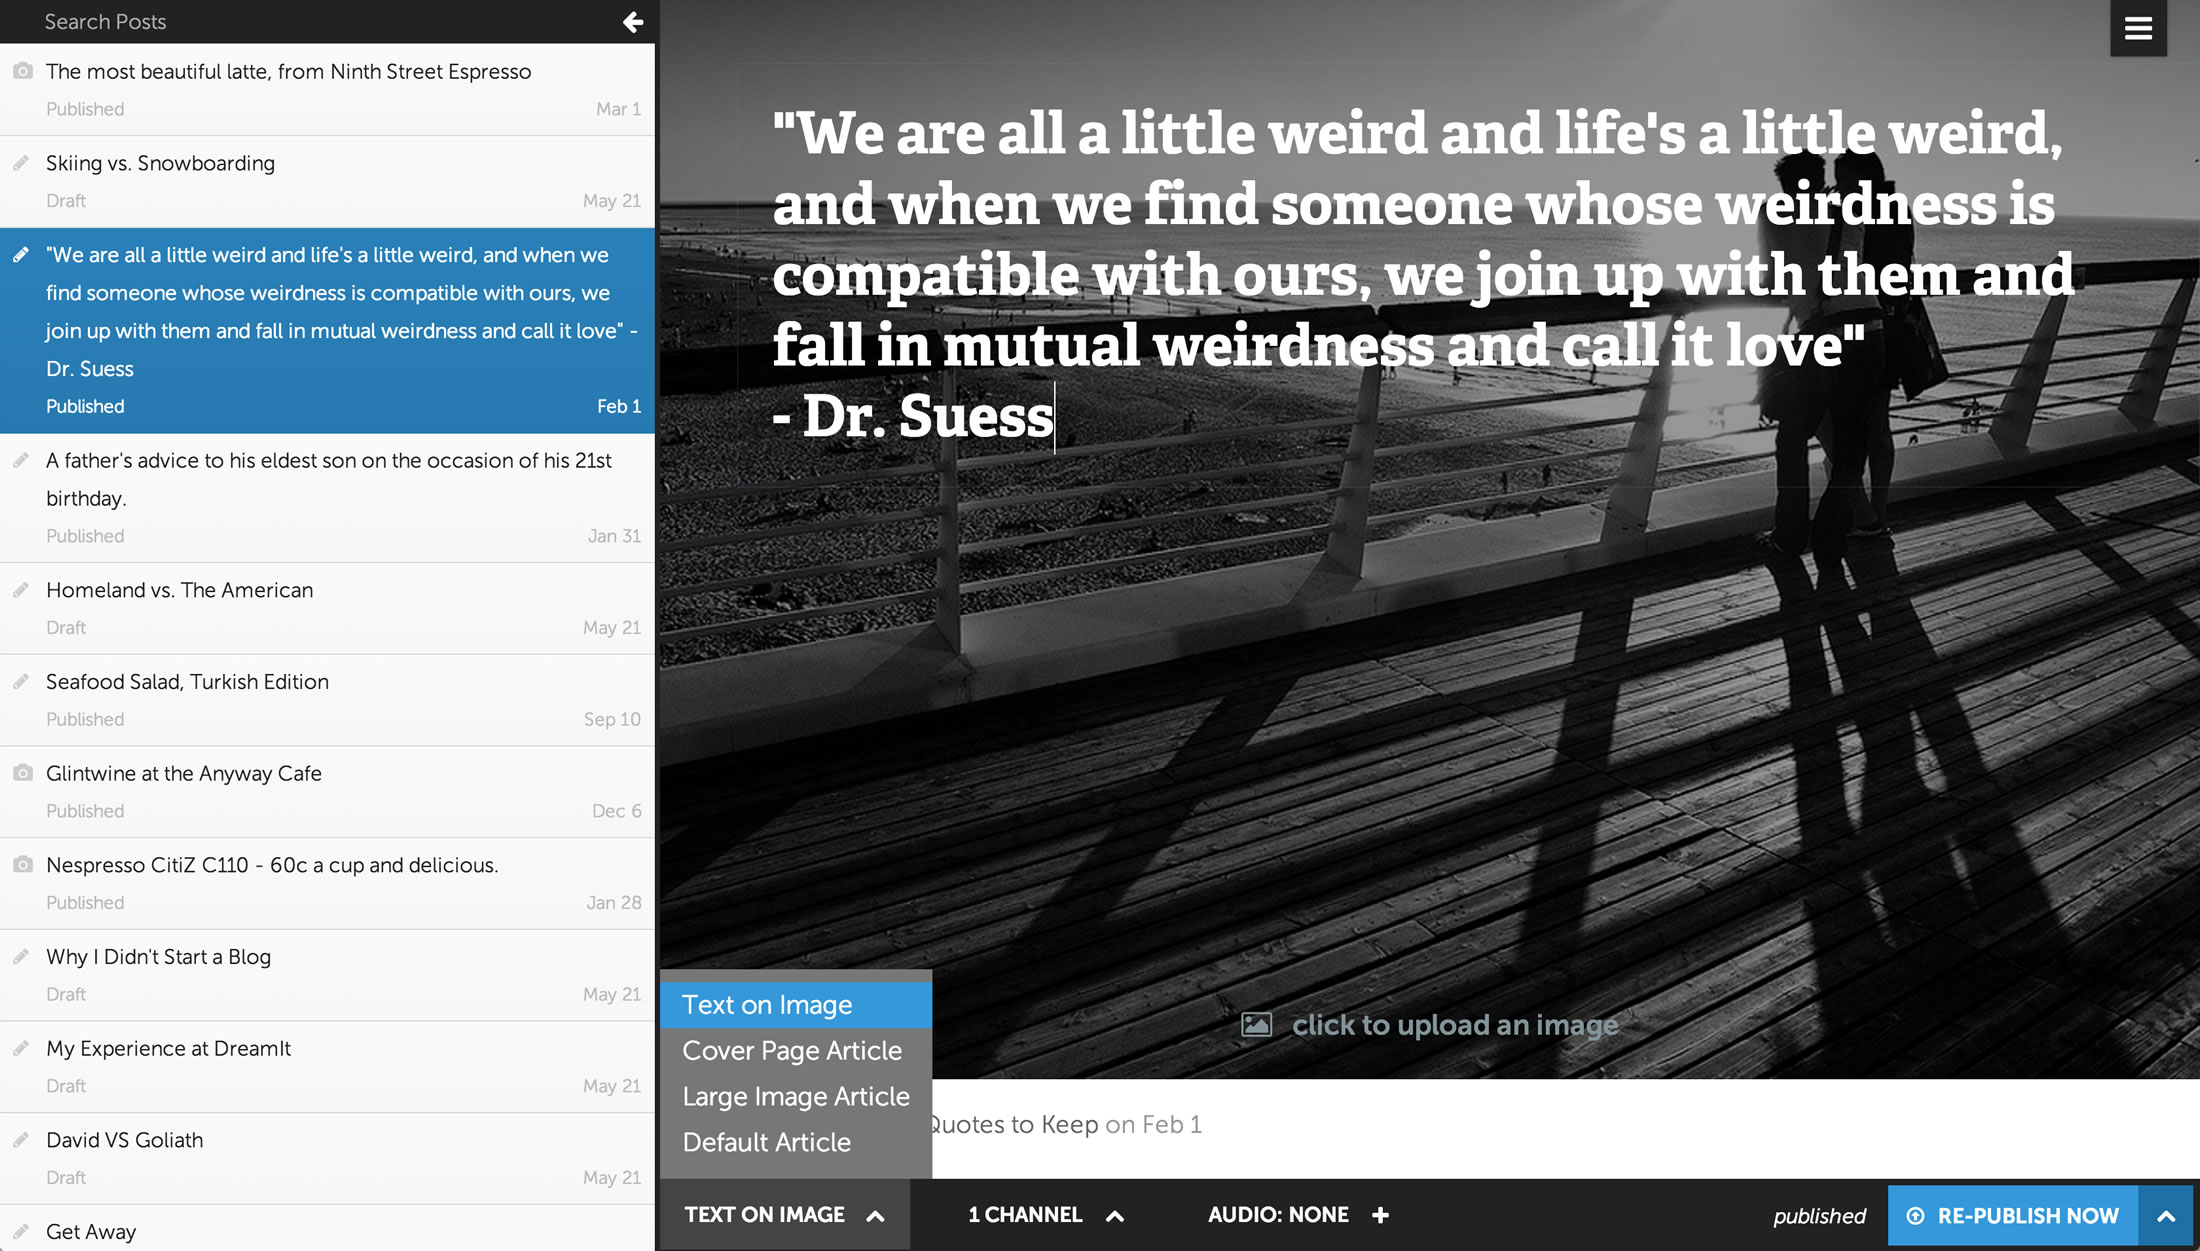 Search Posts
The most beautiful latte, from Ninth Street Espresso
Published Mar 1
Skiing vs. Snowboarding
Draft May 21
"We are all a little weird and life's a little weird, and when we
find someone whose weirdness is compatible with ours, we
join up with them and fall in mutual weirdness and call it love" -
Dr. Suess
Published Feb 1
A father's advice to his eldest son on the occasion of his 21st
birthday.
Published Jan 31
Homeland vs. The American
Draft May 21
Seafood Salad, Turkish Edition
Published Sep 10
Glintwine at the Anyway Cafe
Published Dec 6
Nespresso CitiZ C110 - 60c a cup and delicious.
Published Jan 28
Why I Didn't Start a Blog
Draft May 21
My Experience at DreamIt
Draft May 21
David VS Goliath
Draft May 21
Get Away
"We are all a little weird and life's a little weird,
and when we find someone whose weirdness is
compatible with ours, we join up with them and
fall in mutual weirdness and call it love"
- Dr. Suess
click to upload an image
Text on Image
Cover Page Article
Large Image Article
Default Article
Quotes to Keep on Feb 1
TEXT ON IMAGE 1 CHANNEL AUDIO: NONE + published RE-PUBLISH NOW